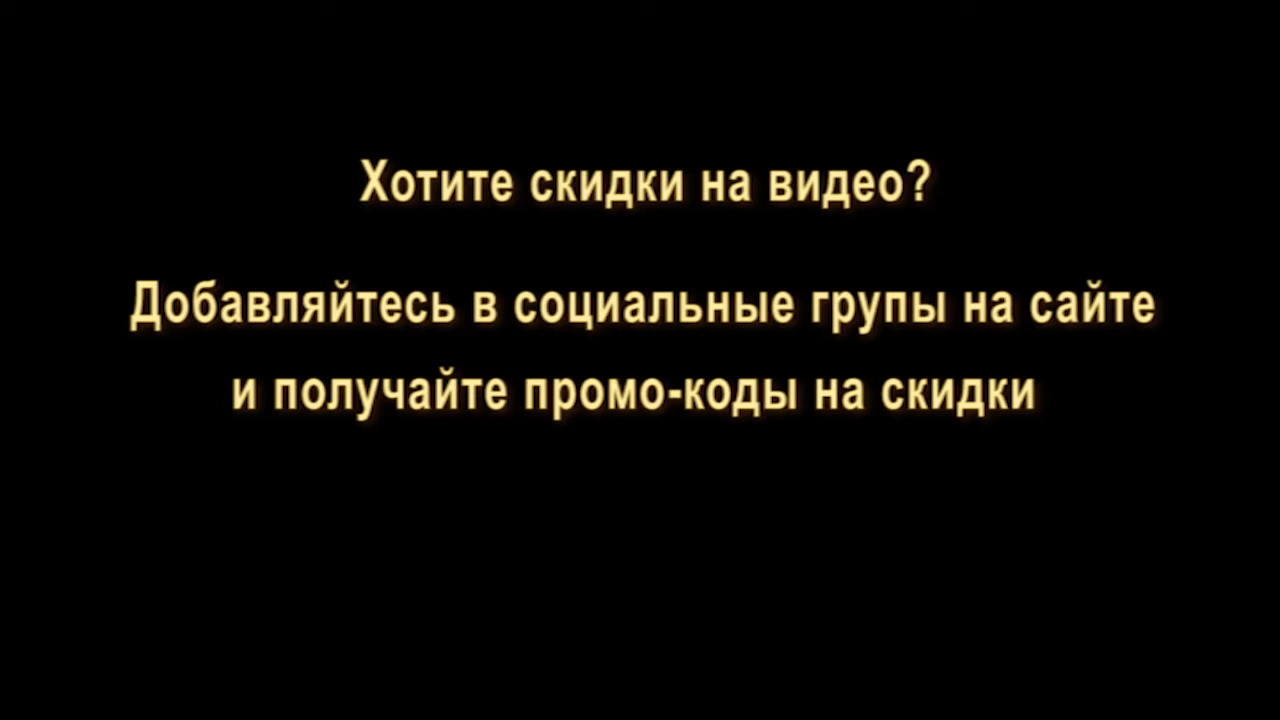 Хотите скидки на видео?
Добавляйтесь в социальные групы на сайте
и получайте промо-коды на скидки